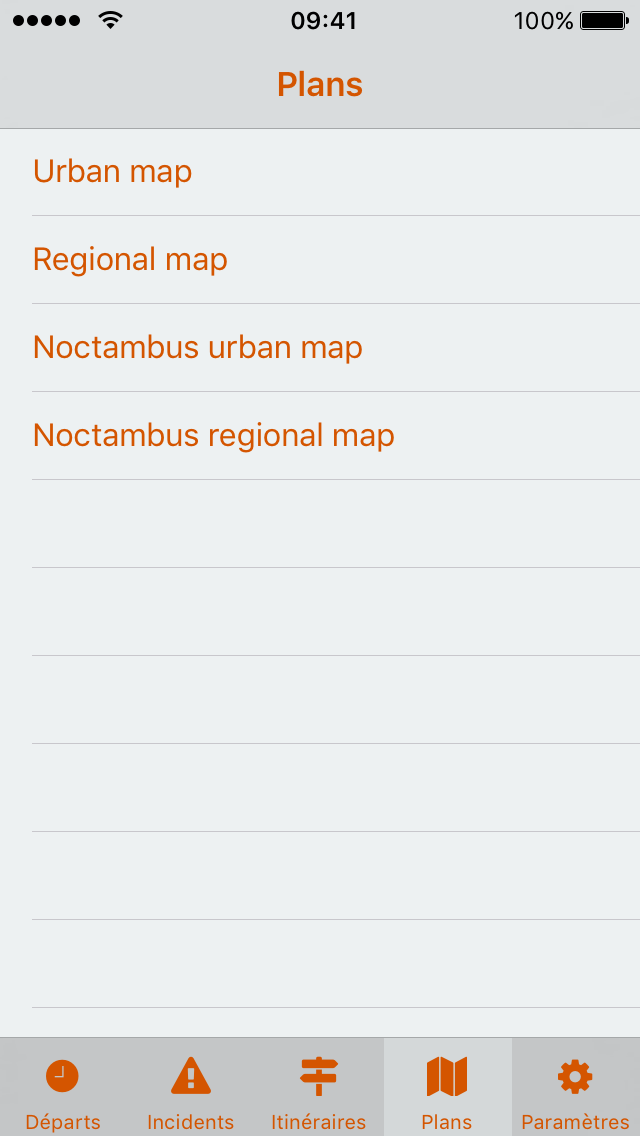 09:41 100%
Plans
Urban map
Regional map
Noctambus urban map
Noctambus regional map
Départs Incidents Itinéraires Plans Paramètres